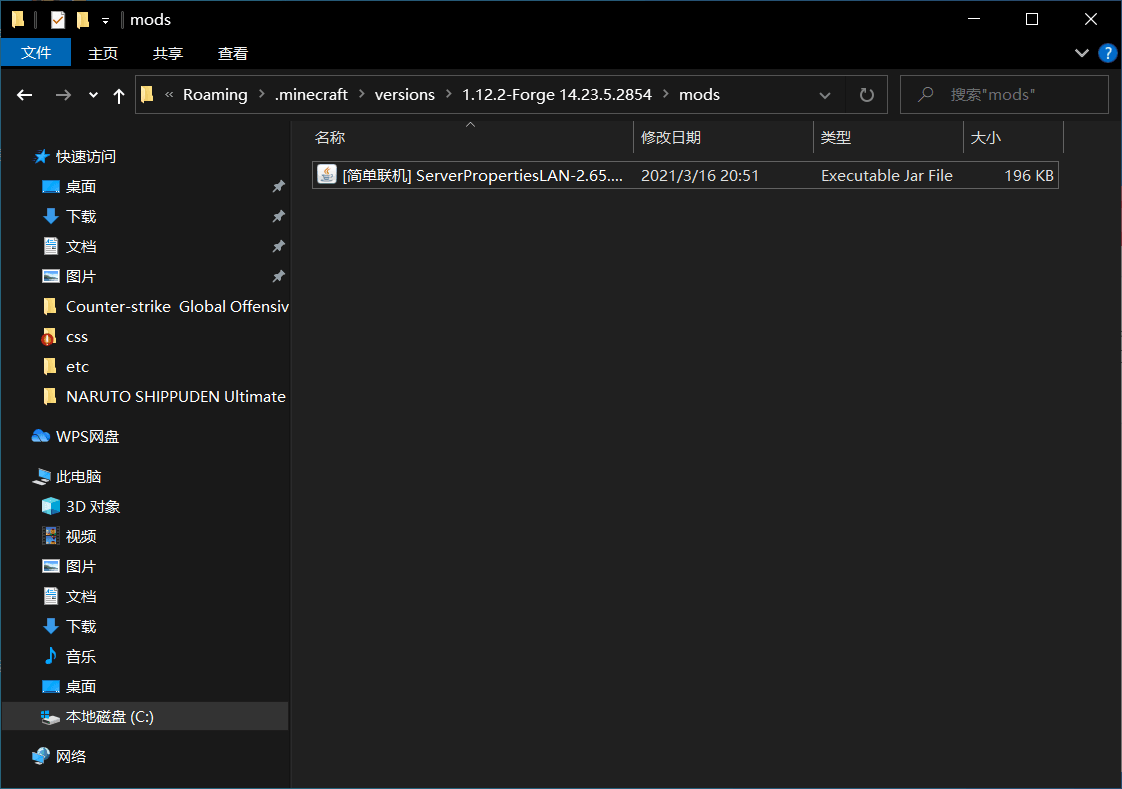 mods
文件 主页 共享 查看
« Roaming > .minecraft > versions > 1.12.2-Forge 14.23.5.2854 > mods 搜索"mods"
名称 修改日期 类型 大小
[简单联机] ServerPropertiesLAN-2.65.... 2021/3/16 20:51 Executable Jar File 196 KB
快速访问
桌面
下载
文档
图片
Counter-strike Global Offensiv
css
etc
NARUTO SHIPPUDEN Ultimate
WPS网盘
此电脑
3D 对象
视频
图片
文档
下载
音乐
桌面
本地磁盘 (C:)
网络